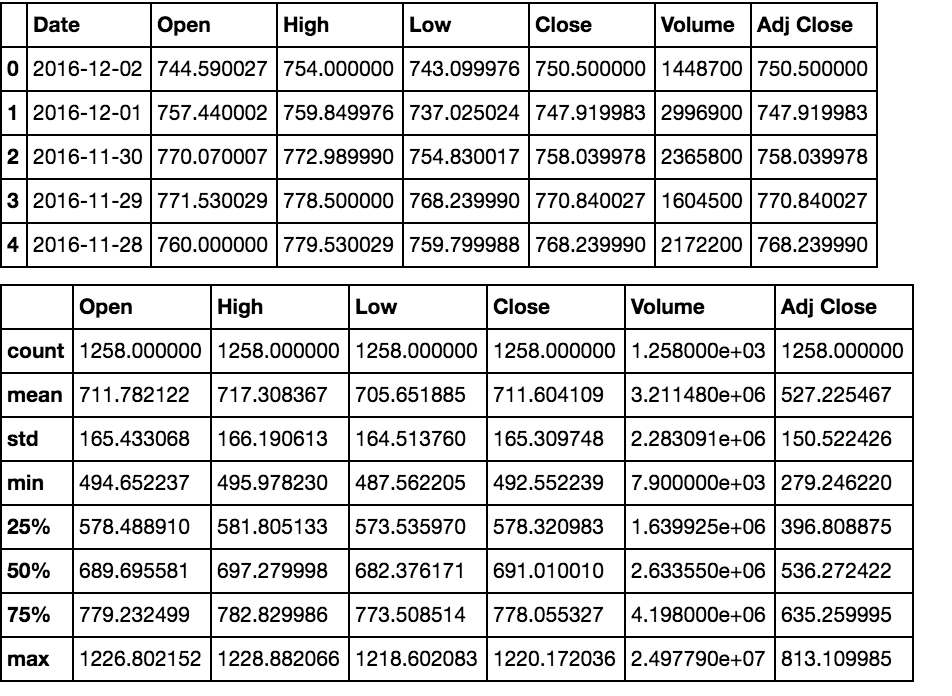 Date Open High Low Close Volume Adj Close
0 2016-12-02 744.590027 754.000000 743.099976 750.500000 1448700 750.500000
1 2016-12-01 757.440002 759.849976 737.025024 747.919983 2996900 747.919983
2 2016-11-30 770.070007 772.989990 754.830017 758.039978 2365800 758.039978
3 2016-11-29 771.530029 778.500000 768.239990 770.840027 1604500 770.840027
4 2016-11-28 760.000000 779.530029 759.799988 768.239990 2172200 768.239990
Open High Low Close Volume Adj Close
count 1258.000000 1258.000000 1258.000000 1258.000000 1.258000e+03 1258.000000
mean 711.782122 717.308367 705.651885 711.604109 3.211480e+06 527.225467
std 165.433068 166.190613 164.513760 165.309748 2.283091e+06 150.522426
min 494.652237 495.978230 487.562205 492.552239 7.900000e+03 279.246220
25% 578.488910 581.805133 573.535970 578.320983 1.639925e+06 396.808875
50% 689.695581 697.279998 682.376171 691.010010 2.633550e+06 536.272422
75% 779.232499 782.829986 773.508514 778.055327 4.198000e+06 635.259995
max 1226.802152 1228.882066 1218.602083 1220.172036 2.497790e+07 813.109985